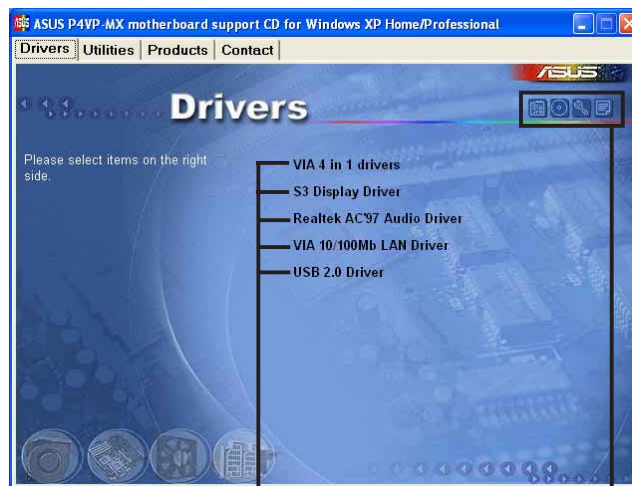 ASUS P4VP-MX motherboard support CD for Windows XP Home/Professional
Drivers Utilities Products Contact
ASUS
Drivers
Please select items on the right
side.
VIA 4 in 1 drivers
S3 Display Driver
Realtek AC'97 Audio Driver
VIA 10/100Mb LAN Driver
USB 2.0 Driver